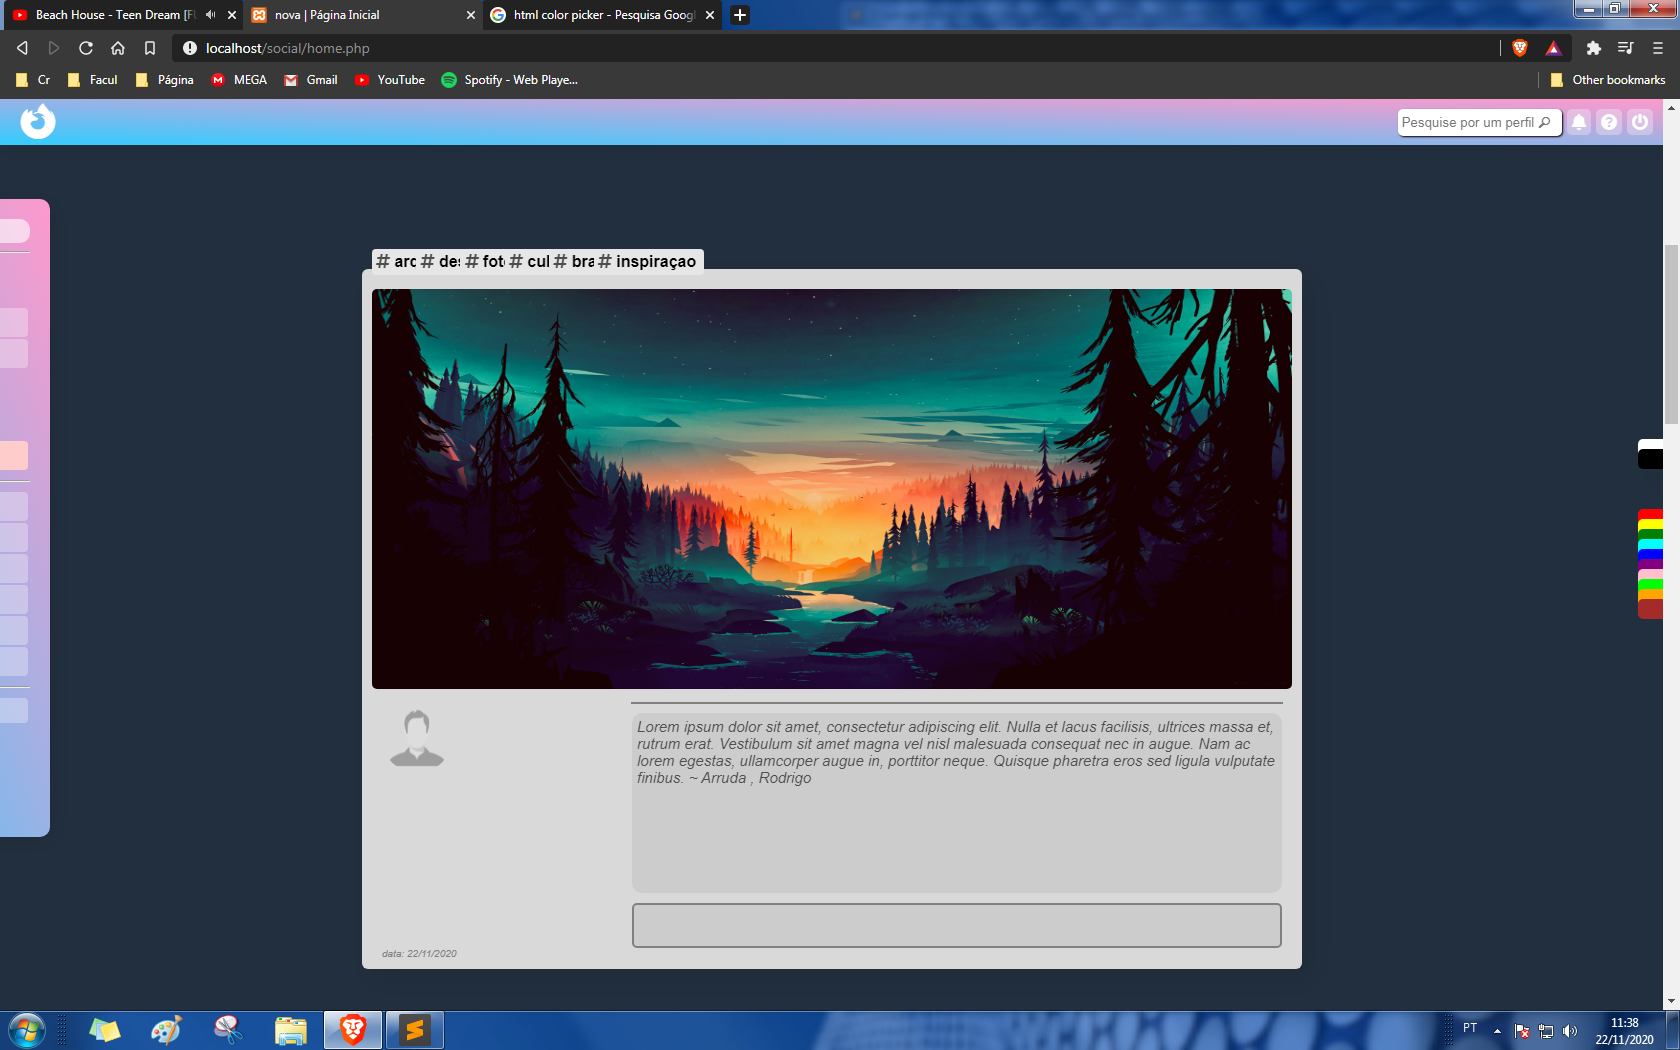 Beach House - Teen Dream [Fu
nova | Página Inicial
html color picker - Pesquisa Goog
localhost/social/home.php
Cr
Facul
Página
MEGA
Gmail
YouTube
Spotify - Web Playe...
Other bookmarks
Pesquise por um perfil
# arc # des # fot # cul # bra # inspiraçao
Lorem ipsum dolor sit amet, consectetur adipiscing elit. Nulla et lacus facilisis, ultrices massa et,
rutrum erat. Vestibulum sit amet magna vel nisl malesuada consequat nec in augue. Nam ac
lorem egestas, ullamcorper augue in, porttitor neque. Quisque pharetra eros sed ligula vulputate
finibus. ~ Arruda , Rodrigo
data: 22/11/2020
PT
11:38
22/11/2020